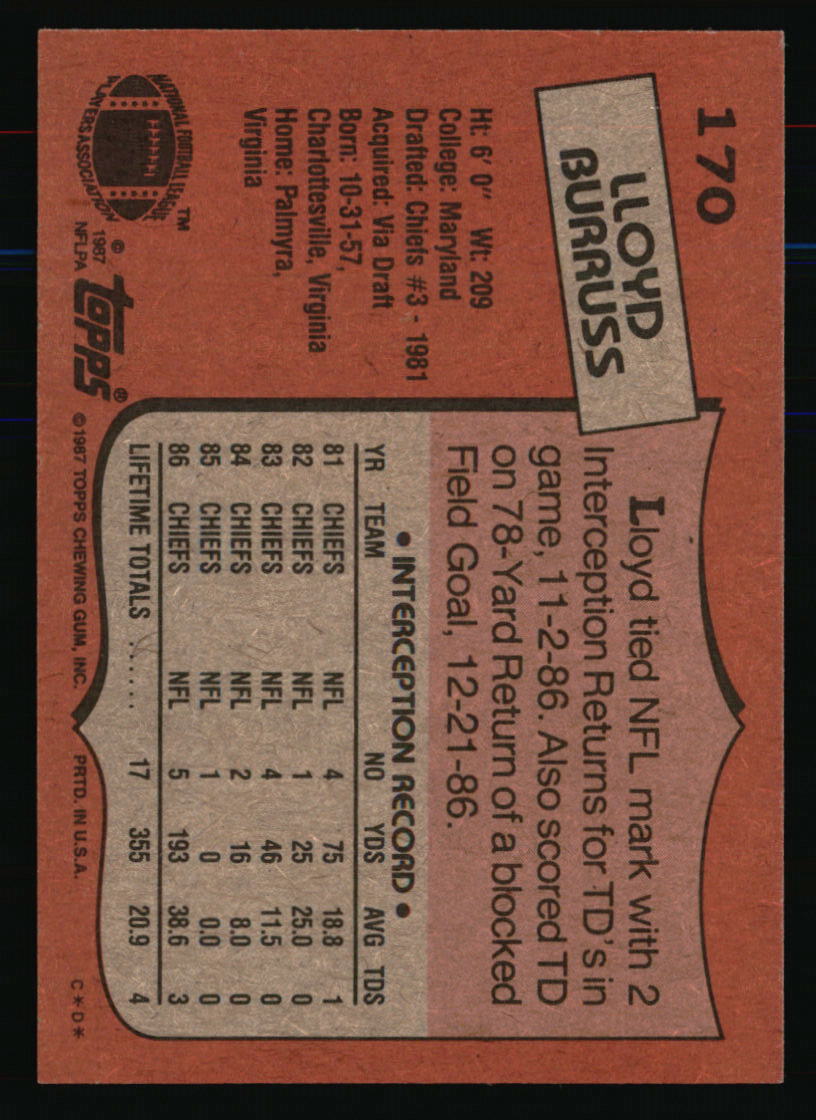 170
LLOYD
BURRUSS
Ht: 6' 0" Wt: 209
College: Maryland
Drafted: Chiefs #3 - 1981
Acquired: Via Draft
Born: 10-31-57,
Charlottesville, Virginia
Home: Palmyra,
Virginia
NATIONAL FOOTBALL LEAGUE
PLAYERS ASSOCIATION
TM
© 1987
NFLPA
topps®
Lloyd tied NFL mark with 2
Interception Returns for TD's in
game, 11-2-86. Also scored TD
on 78-Yard Return of a blocked
Field Goal, 12-21-86.
• INTERCEPTION RECORD •
YR TEAM NO YDS AVG TDS
81 CHIEFS NFL 4 75 18.8 1
82 CHIEFS NFL 1 25 25.0 0
83 CHIEFS NFL 4 46 11.5 0
84 CHIEFS NFL 2 16 8.0 0
85 CHIEFS NFL 1 0 0.0 0
86 CHIEFS NFL 5 193 38.6 3
LIFETIME TOTALS ...... 17 355 20.9 4
© 1987 TOPPS CHEWING GUM, INC. PRTD. IN U.S.A. C*D*